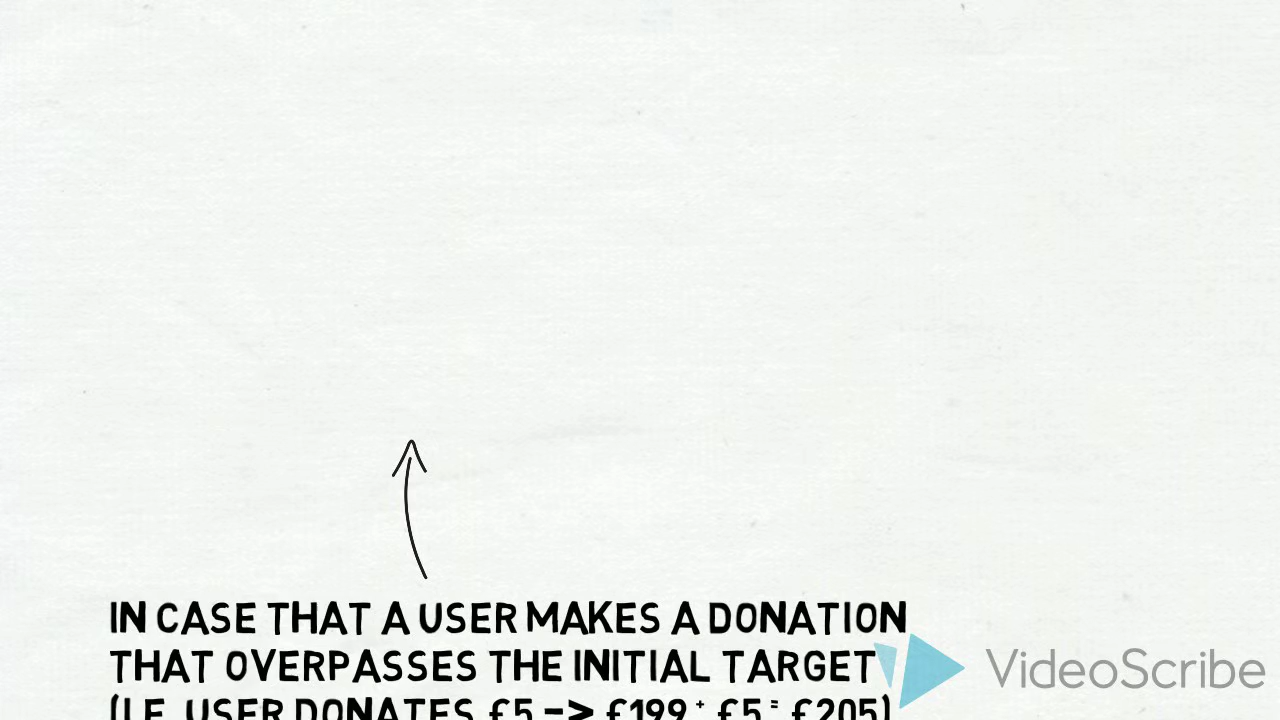 IN CASE THAT A USER MAKES A DONATION
THAT OVERPASSES THE INITIAL TARGET
(I.E. USER DONATES £5 -> £199 + £5 = £205)
VideoScribe